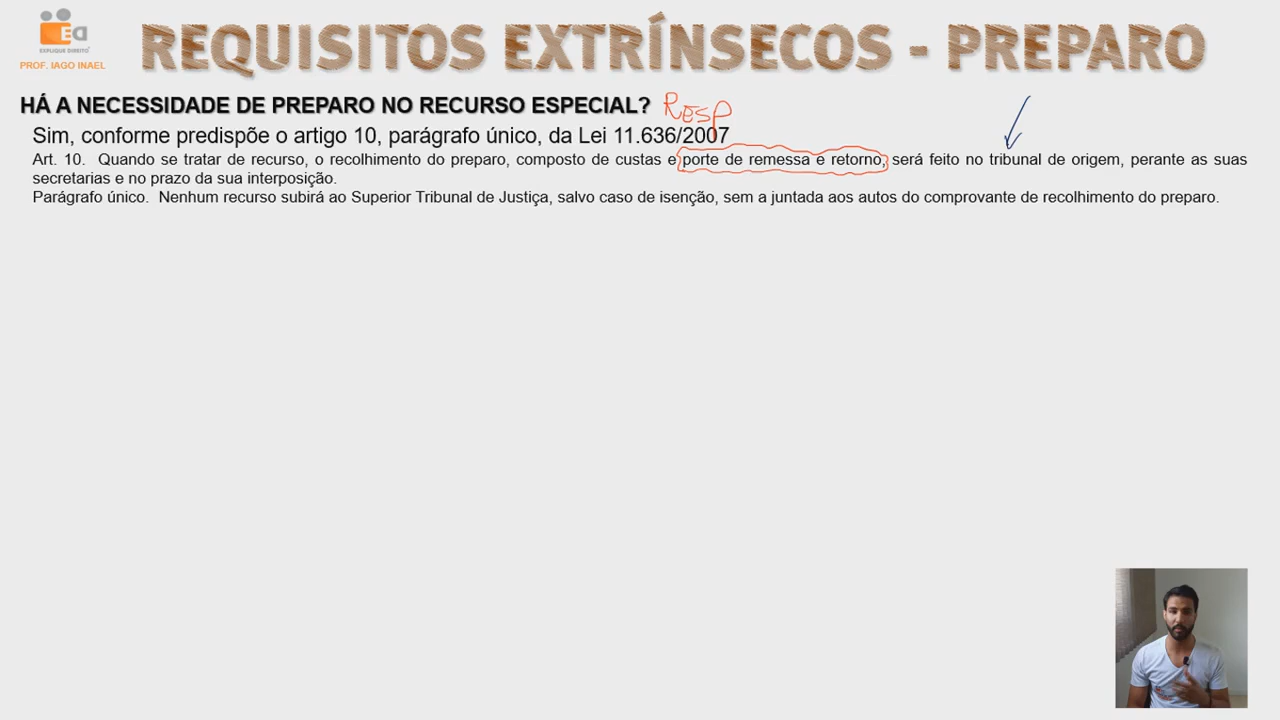 ED
EXPLIQUE DIREITO
PROF. IAGO INAEL
REQUISITOS EXTRÍNSECOS - PREPARO
HÁ A NECESSIDADE DE PREPARO NO RECURSO ESPECIAL? RESP
Sim, conforme predispõe o artigo 10, parágrafo único, da Lei 11.636/2007
Art. 10. Quando se tratar de recurso, o recolhimento do preparo, composto de custas e porte de remessa e retorno, será feito no tribunal de origem, perante as suas
secretarias e no prazo da sua interposição.
Parágrafo único. Nenhum recurso subirá ao Superior Tribunal de Justiça, salvo caso de isenção, sem a juntada aos autos do comprovante de recolhimento do preparo.